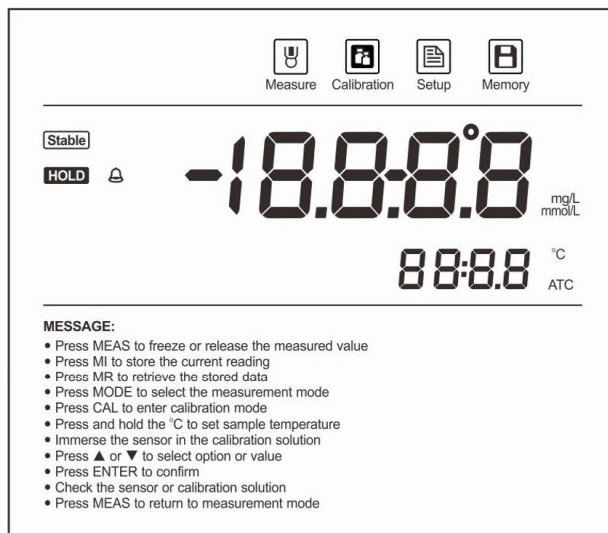 Measure Calibration Setup Memory
Stable
HOLD
-188:8.8°8
mg/L
mmol/L
88:8.8 °C
ATC
MESSAGE:
• Press MEAS to freeze or release the measured value
• Press MI to store the current reading
• Press MR to retrieve the stored data
• Press MODE to select the measurement mode
• Press CAL to enter calibration mode
• Press and hold the °C to set sample temperature
• Immerse the sensor in the calibration solution
• Press ▲ or ▼ to select option or value
• Press ENTER to confirm
• Check the sensor or calibration solution
• Press MEAS to return to measurement mode